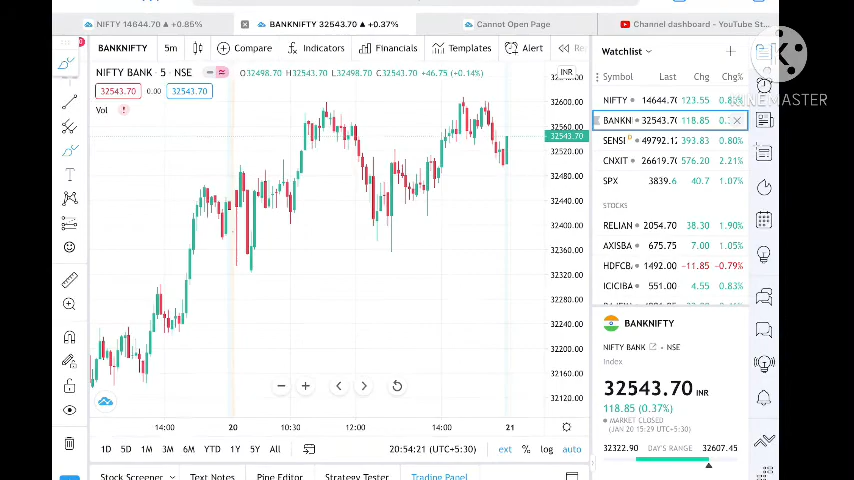 NIFTY 14644.70 ▲ +0.85%
BANKNIFTY 32543.70 ▲ +0.37%
Cannot Open Page
Channel dashboard - YouTube St...
BANKNIFTY 5m Compare Indicators Financials Templates Alert
NIFTY BANK · 5 · NSE O32498.70 H32543.70 L32498.70 C32543.70 +46.75 (+0.14%)
32543.70 0.00 32543.70
Vol
INR
32600.00
32560.00
32543.70
32520.00
32480.00
32440.00
32400.00
32360.00
32320.00
32280.00
32240.00
32200.00
32160.00
32120.00
14:00 20 10:30 12:00 14:00 21
1D 5D 1M 3M 6M YTD 1Y 5Y All
20:54:21 (UTC+5:30) ext % log auto
Stock Screener Text Notes Pine Editor Strategy Tester Trading Panel
Watchlist
Symbol Last Chg Chg%
NIFTY 14644.70 123.55 0.85%
BANKN 32543.70 118.85
SENSI D 49792.12 393.83 0.80%
CNXIT 26619.70 576.20 2.21%
SPX 3839.6 40.7 1.07%
STOCKS
RELIAN 2054.70 38.30 1.90%
AXISBA 675.75 7.00 1.05%
HDFCB 1492.00 −11.85 −0.79%
ICICIBA 551.00 4.55 0.83%
BANKNIFTY
NIFTY BANK · NSE
Index
32543.70 INR
118.85 (0.37%)
MARKET CLOSED
(JAN 20 15:29 UTC+5:30)
32322.90 DAY'S RANGE 32607.45
KINEMASTER